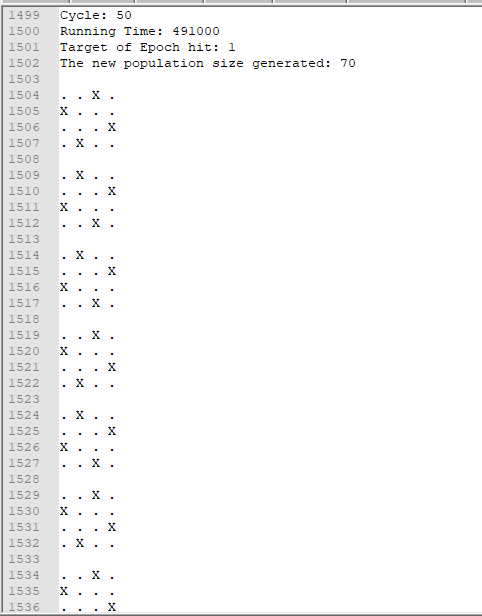 1499 Cycle: 50
1500 Running Time: 491000
1501 Target of Epoch hit: 1
1502 The new population size generated: 70
1503
1504 . . X .
1505 X . . .
1506 . . . X
1507 . X . .
1508
1509 . X . .
1510 . . . X
1511 X . . .
1512 . . X .
1513
1514 . X . .
1515 . . . X
1516 X . . .
1517 . . X .
1518
1519 . . X .
1520 X . . .
1521 . . . X
1522 . X . .
1523
1524 . X . .
1525 . . . X
1526 X . . .
1527 . . X .
1528
1529 . . X .
1530 X . . .
1531 . . . X
1532 . X . .
1533
1534 . . X .
1535 X . . .
1536 . . . X